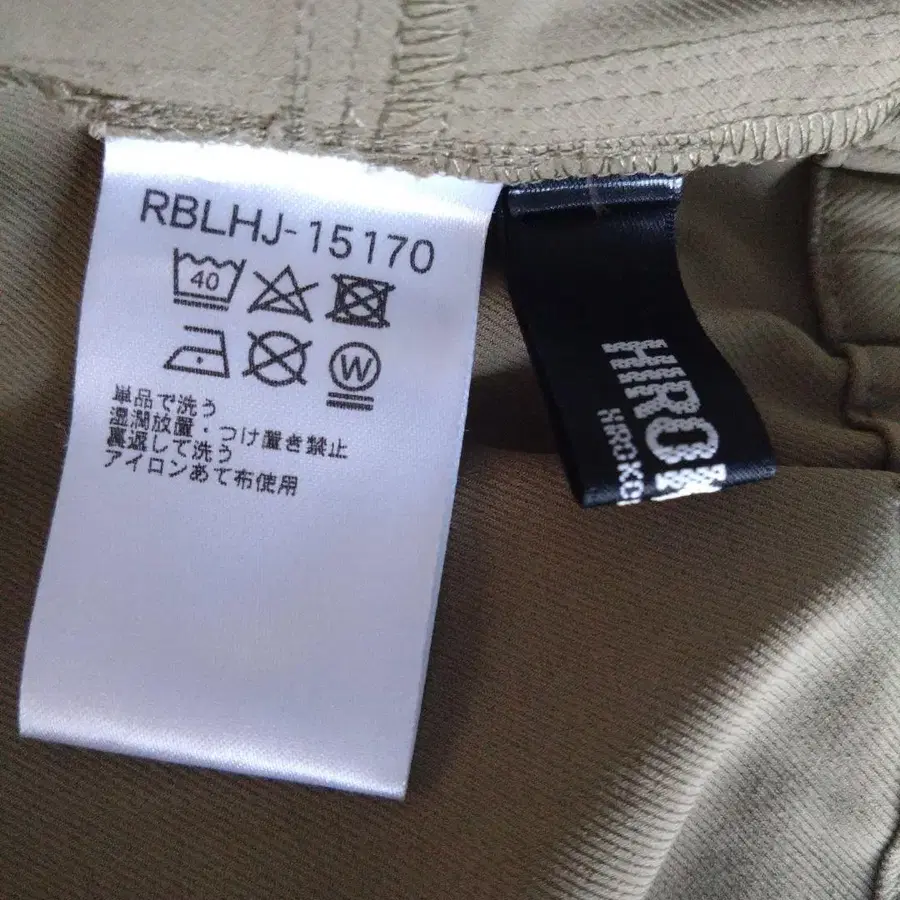 RBLHJ-15170
40
W
単品で洗う
湿潤放置・つけ置き禁止
裏返して洗う
アイロンあて布使用